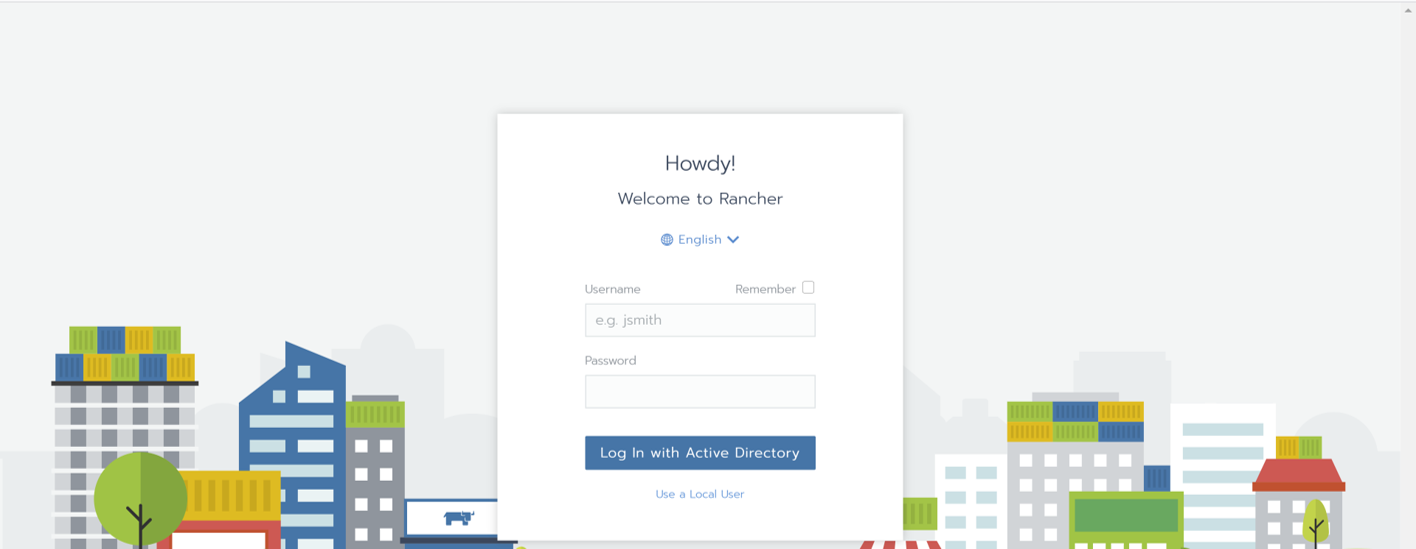 Howdy!
Welcome to Rancher
English
Username Remember
e.g. jsmith
Password
Log In with Active Directory
Use a Local User